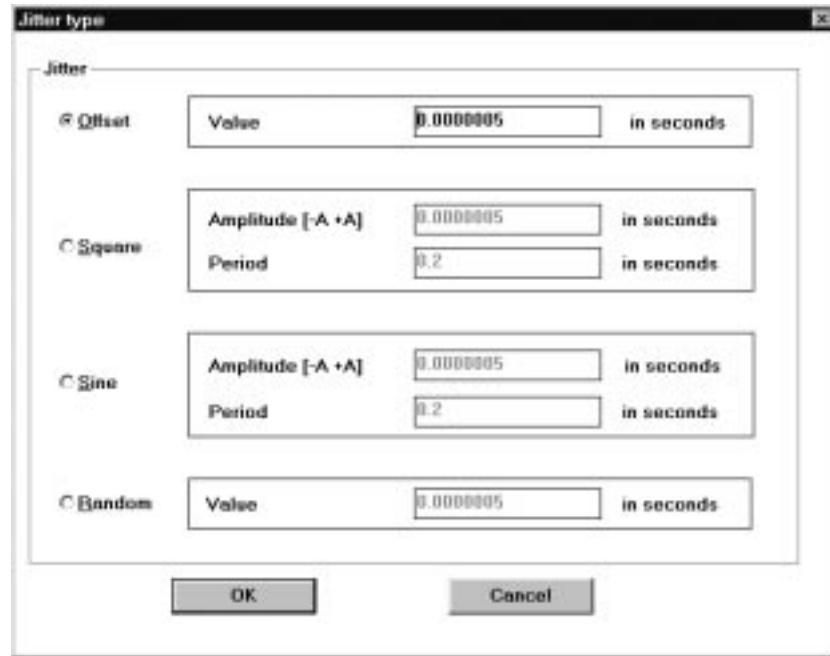 Jitter type
Jitter
Offset
Value 0.0000005 in seconds
Square
Amplitude [-A +A] 0.0000005 in seconds
Period 0.2 in seconds
Sine
Amplitude [-A +A] 0.0000005 in seconds
Period 0.2 in seconds
Random
Value 0.0000005 in seconds
OK Cancel